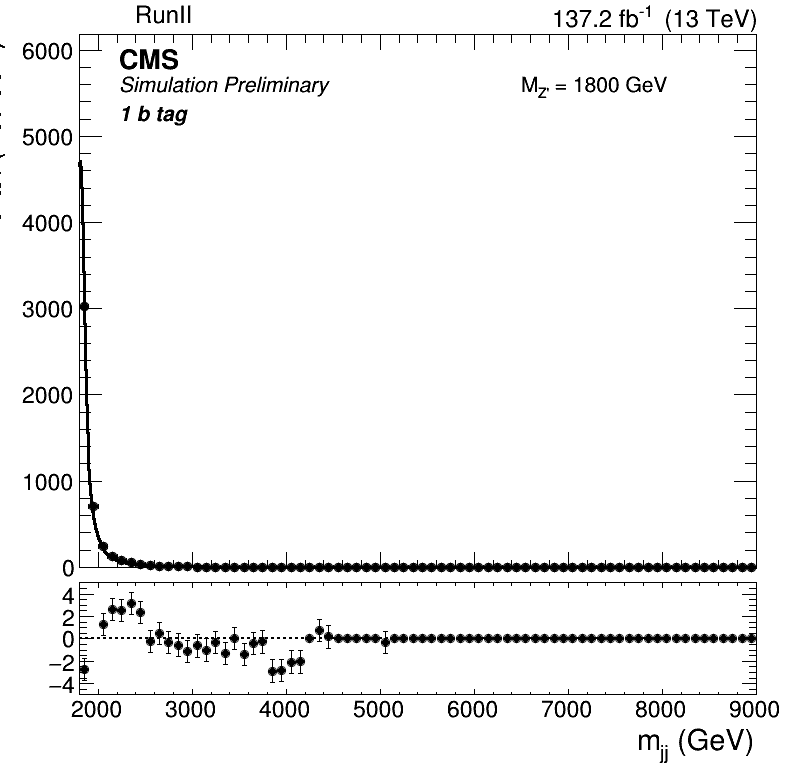 RunII
137.2 fb-1 (13 TeV)
6000
CMS
Simulation Preliminary
MZ' = 1800 GeV
1 b tag
5000
4000
3000
2000
1000
0
4
2
0
−2
−4
2000 3000 4000 5000 6000 7000 8000 9000
mjj (GeV)